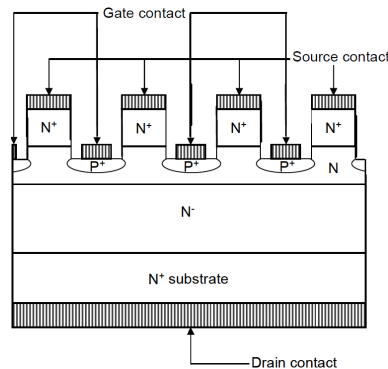 Gate contact
Source contact
N+ N+ N+ N+
P+ P+ P+ N
N-
N+ substrate
Drain contact